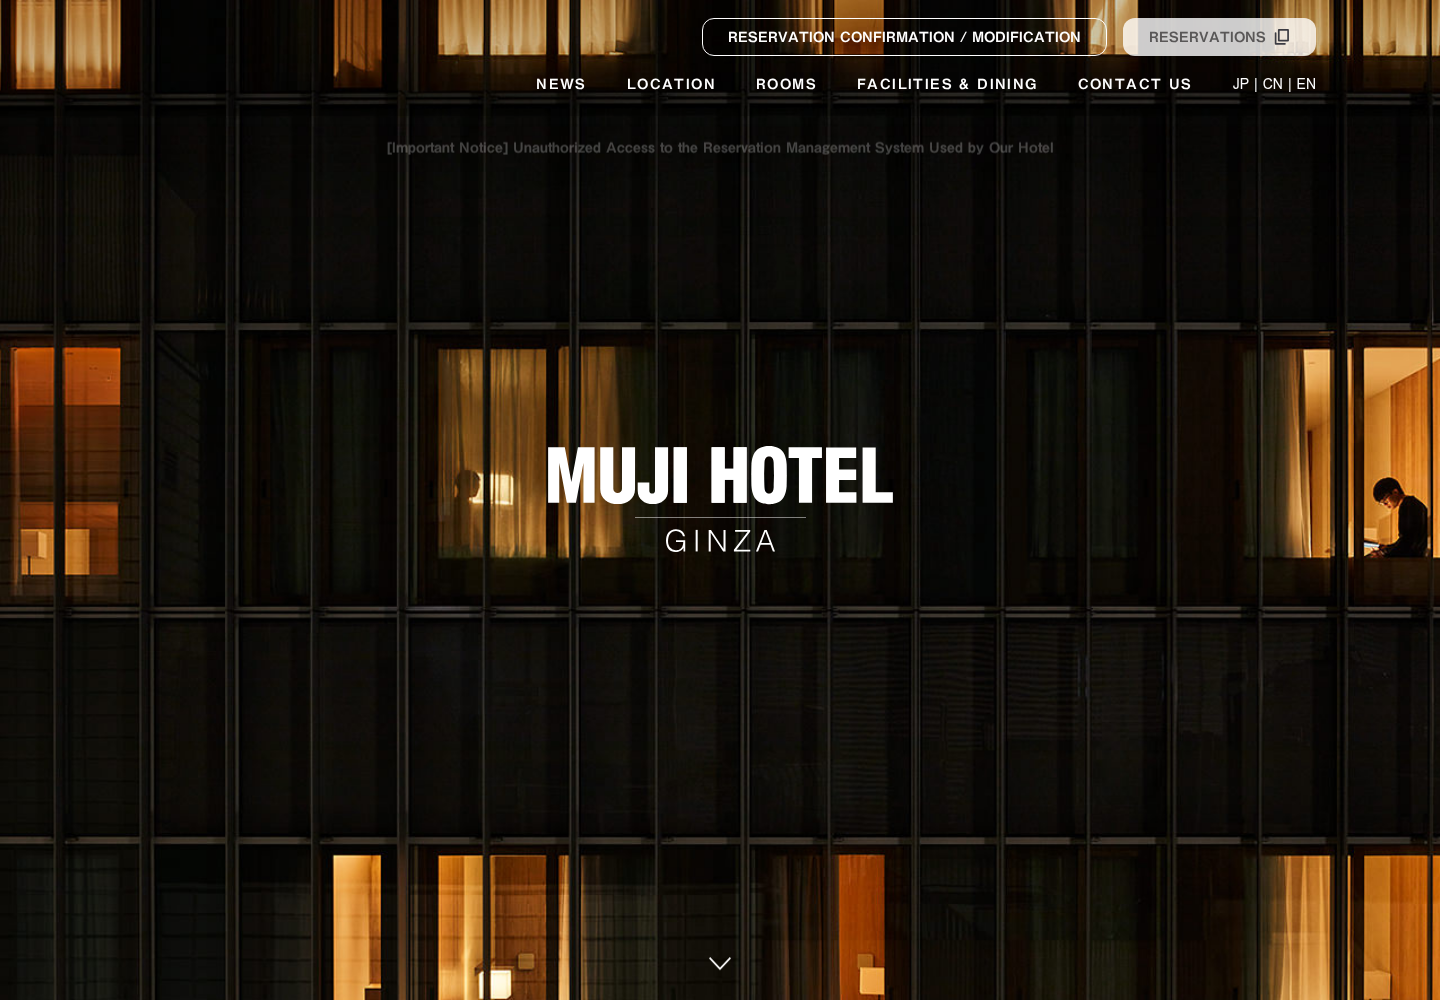 RESERVATION CONFIRMATION / MODIFICATION
RESERVATIONS
NEWS
LOCATION
ROOMS
FACILITIES & DINING
CONTACT US
JP | CN | EN
[Important Notice] Unauthorized Access to the Reservation Management System Used by Our Hotel
MUJI HOTEL
GINZA